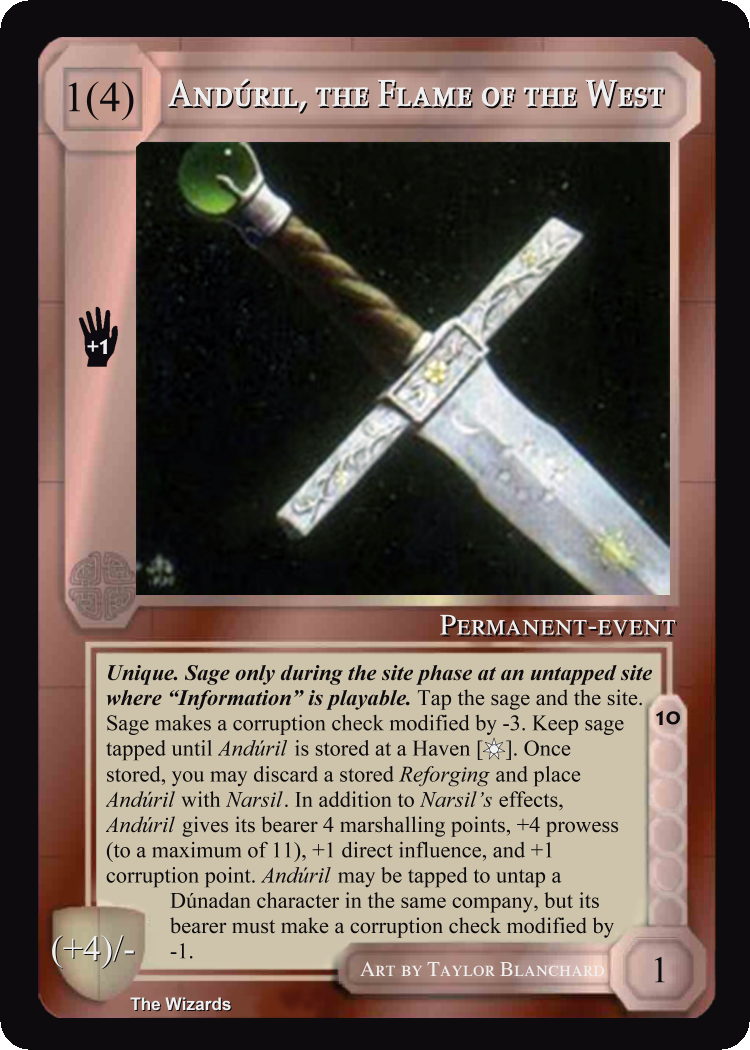 1(4)
ANDÚRIL, THE FLAME OF THE WEST
+1
PERMANENT-EVENT
Unique. Sage only during the site phase at an untapped site
where “Information” is playable. Tap the sage and the site.
Sage makes a corruption check modified by -3. Keep sage
tapped until Andúril is stored at a Haven [ ]. Once
stored, you may discard a stored Reforging and place
Andúril with Narsil. In addition to Narsil’s effects,
Andúril gives its bearer 4 marshalling points, +4 prowess
(to a maximum of 11), +1 direct influence, and +1
corruption point. Andúril may be tapped to untap a
Dúnadan character in the same company, but its
bearer must make a corruption check modified by
-1.
10
(+4)/-
ART BY TAYLOR BLANCHARD
1
The Wizards